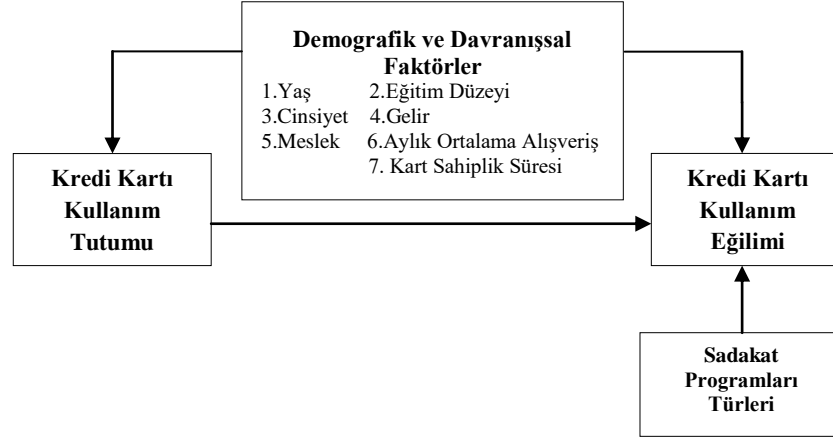 Demografik ve Davranışsal
Faktörler
1.Yaş 2.Eğitim Düzeyi
3.Cinsiyet 4.Gelir
5.Meslek 6.Aylık Ortalama Alışveriş
7. Kart Sahiplik Süresi
Kredi Kartı
Kullanım
Tutumu
Kredi Kartı
Kullanım
Eğilimi
Sadakat
Programları
Türleri